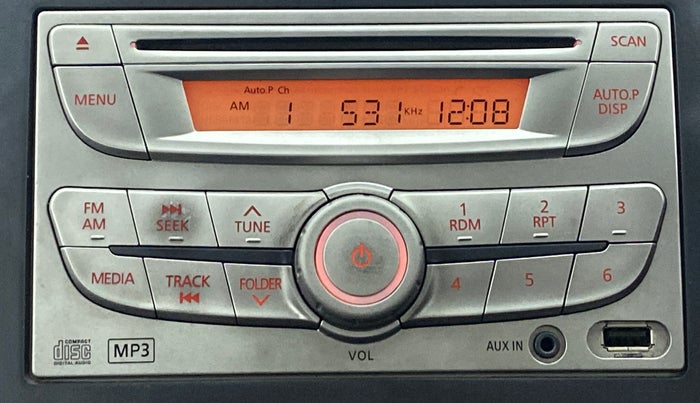 SCAN
MENU
Auto.P Ch
AM 1 531 KHz 12:08
AUTO.P
DISP
FM
AM
SEEK
TUNE
1
RDM
2
RPT
3
MEDIA
TRACK
FOLDER
4
5
6
COMPACT
disc
DIGITAL AUDIO
MP3
VOL
AUX IN